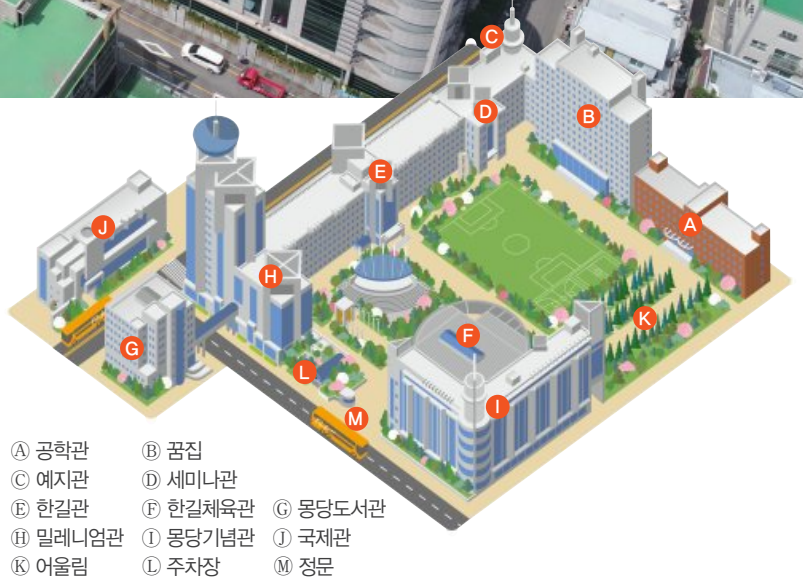 C
D
B
E
A
J
H
K
G
F
L
I
M
Ⓐ 공학관 Ⓑ 꿈집
Ⓒ 예지관 Ⓓ 세미나관
Ⓔ 한길관 Ⓕ 한길체육관 Ⓖ 몽당도서관
Ⓗ 밀레니엄관 Ⓘ 몽당기념관 Ⓙ 국제관
Ⓚ 어울림 Ⓛ 주차장 Ⓜ 정문